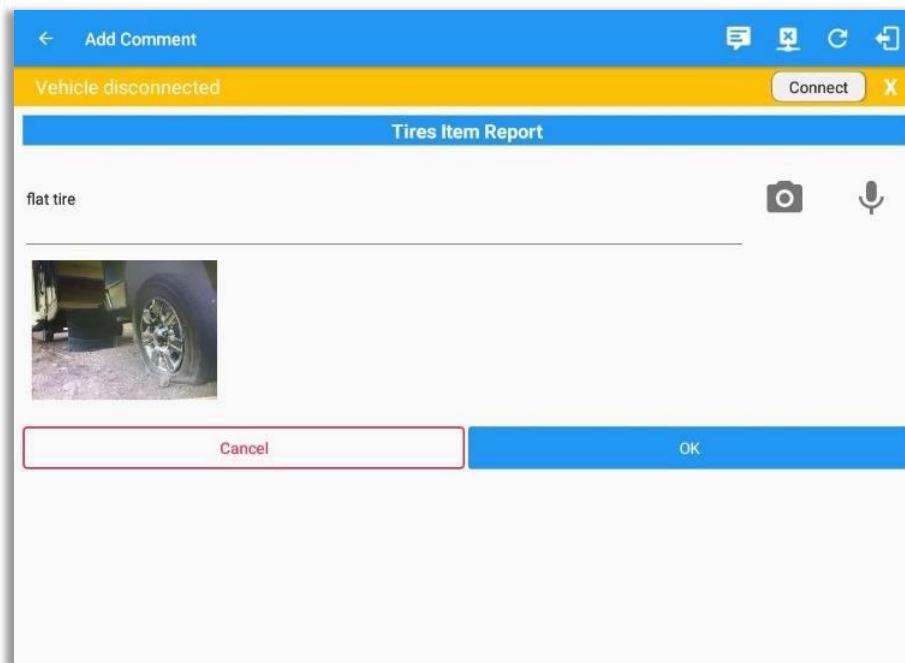 Add Comment
Vehicle disconnected
Connect
X
Tires Item Report
flat tire
Cancel
OK